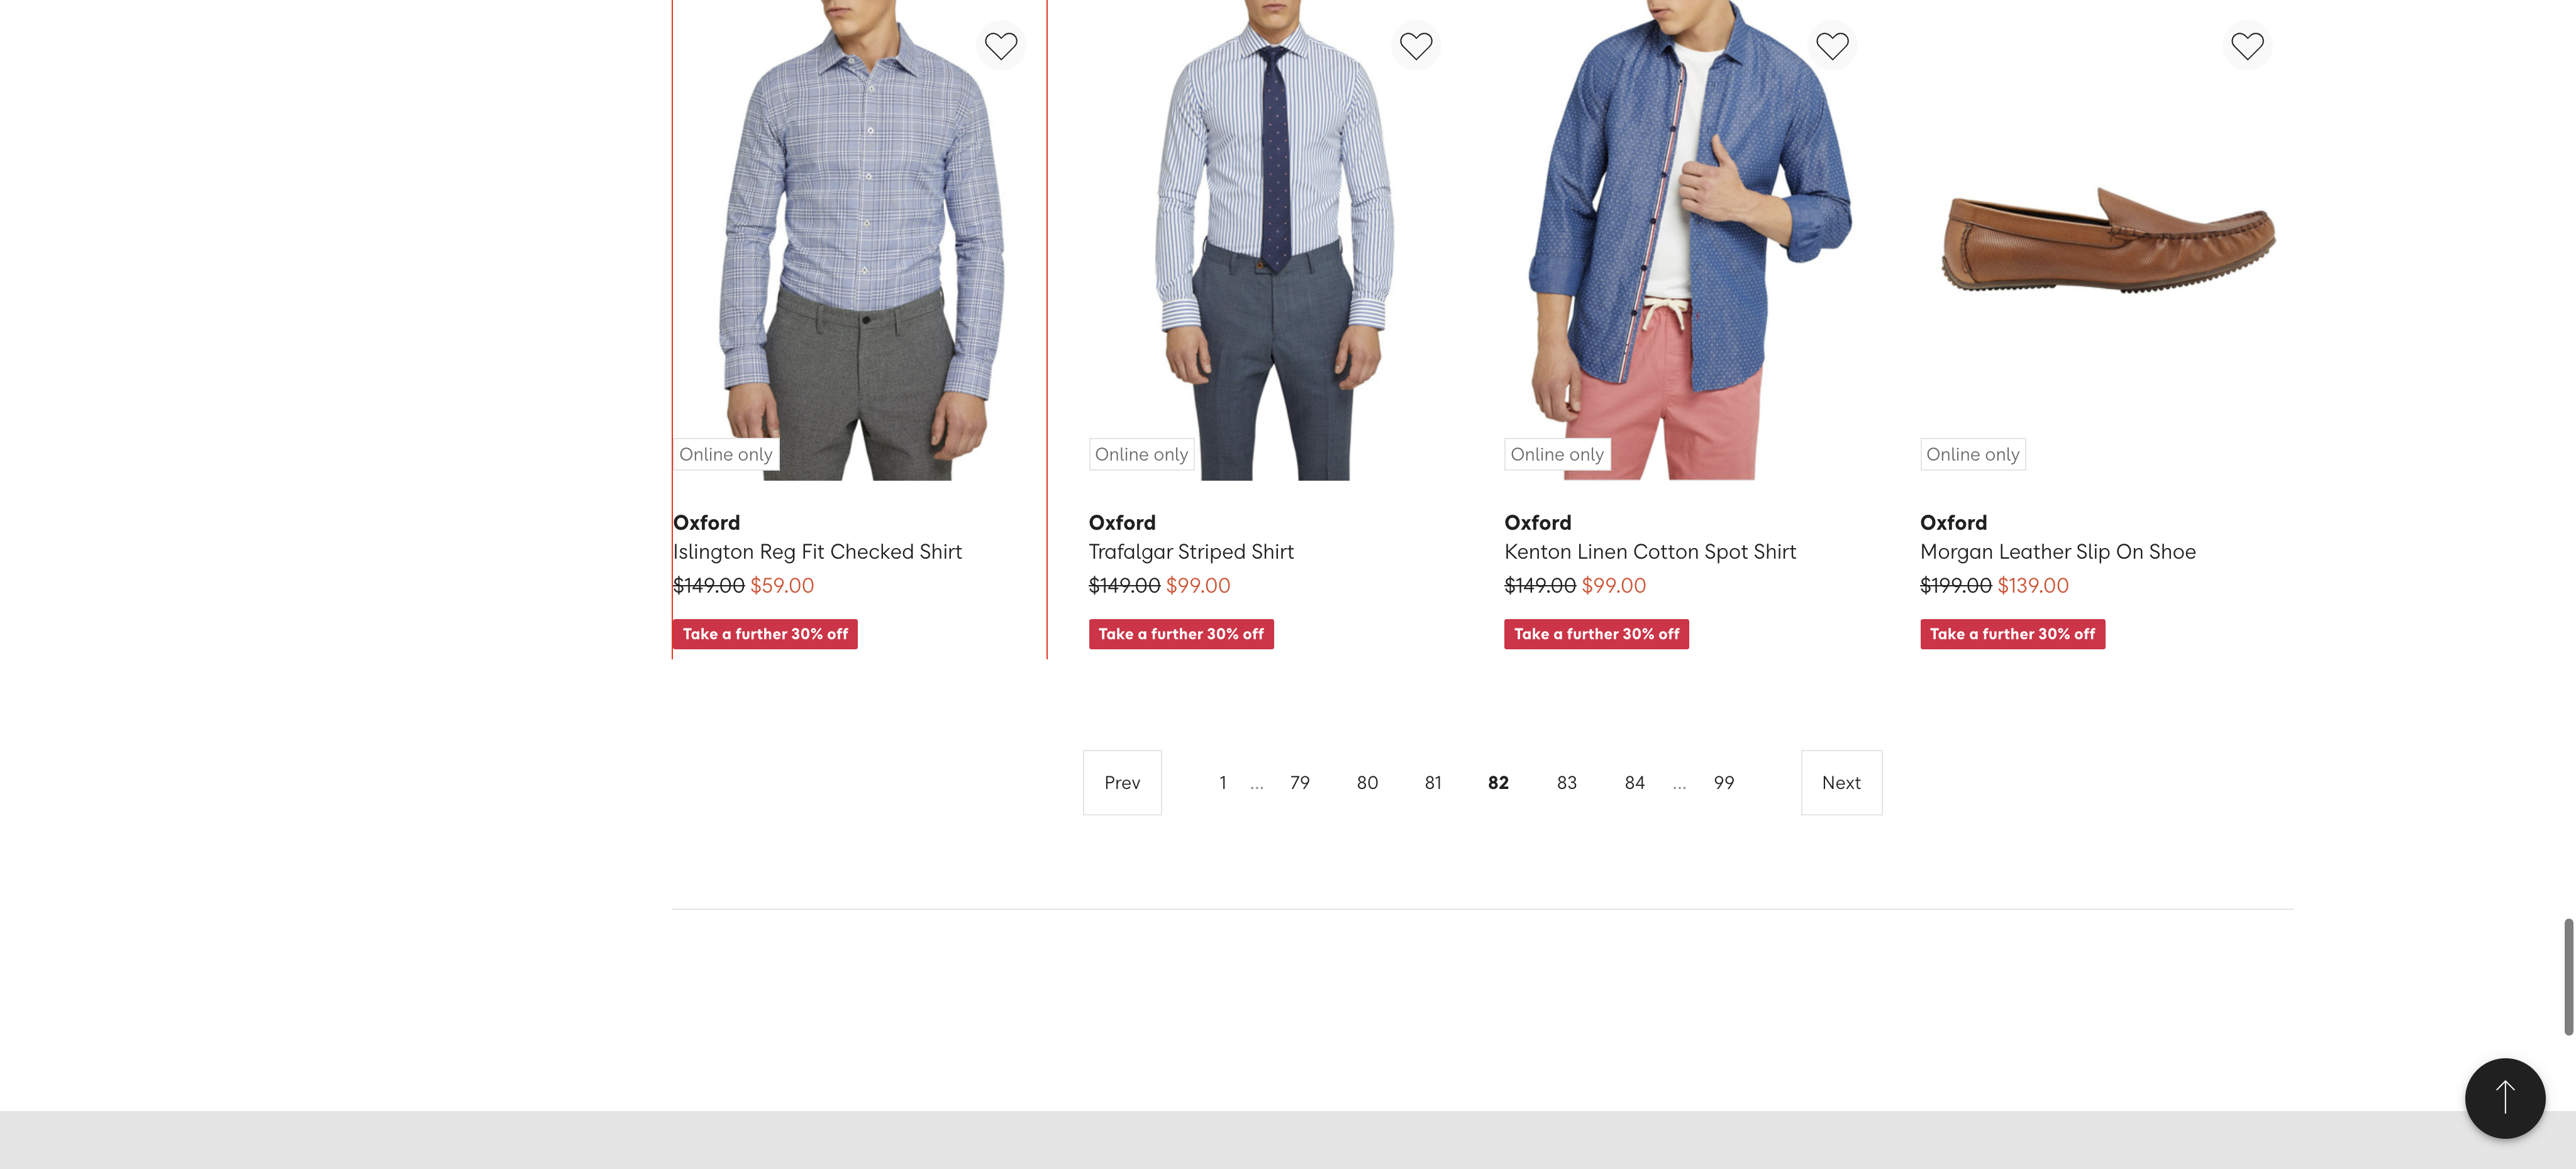 Online only
Oxford
Islington Reg Fit Checked Shirt
$149.00 $59.00
Take a further 30% off
Online only
Oxford
Trafalgar Striped Shirt
$149.00 $99.00
Take a further 30% off
Online only
Oxford
Kenton Linen Cotton Spot Shirt
$149.00 $99.00
Take a further 30% off
Online only
Oxford
Morgan Leather Slip On Shoe
$199.00 $139.00
Take a further 30% off
Prev 1 ... 79 80 81 82 83 84 ... 99 Next